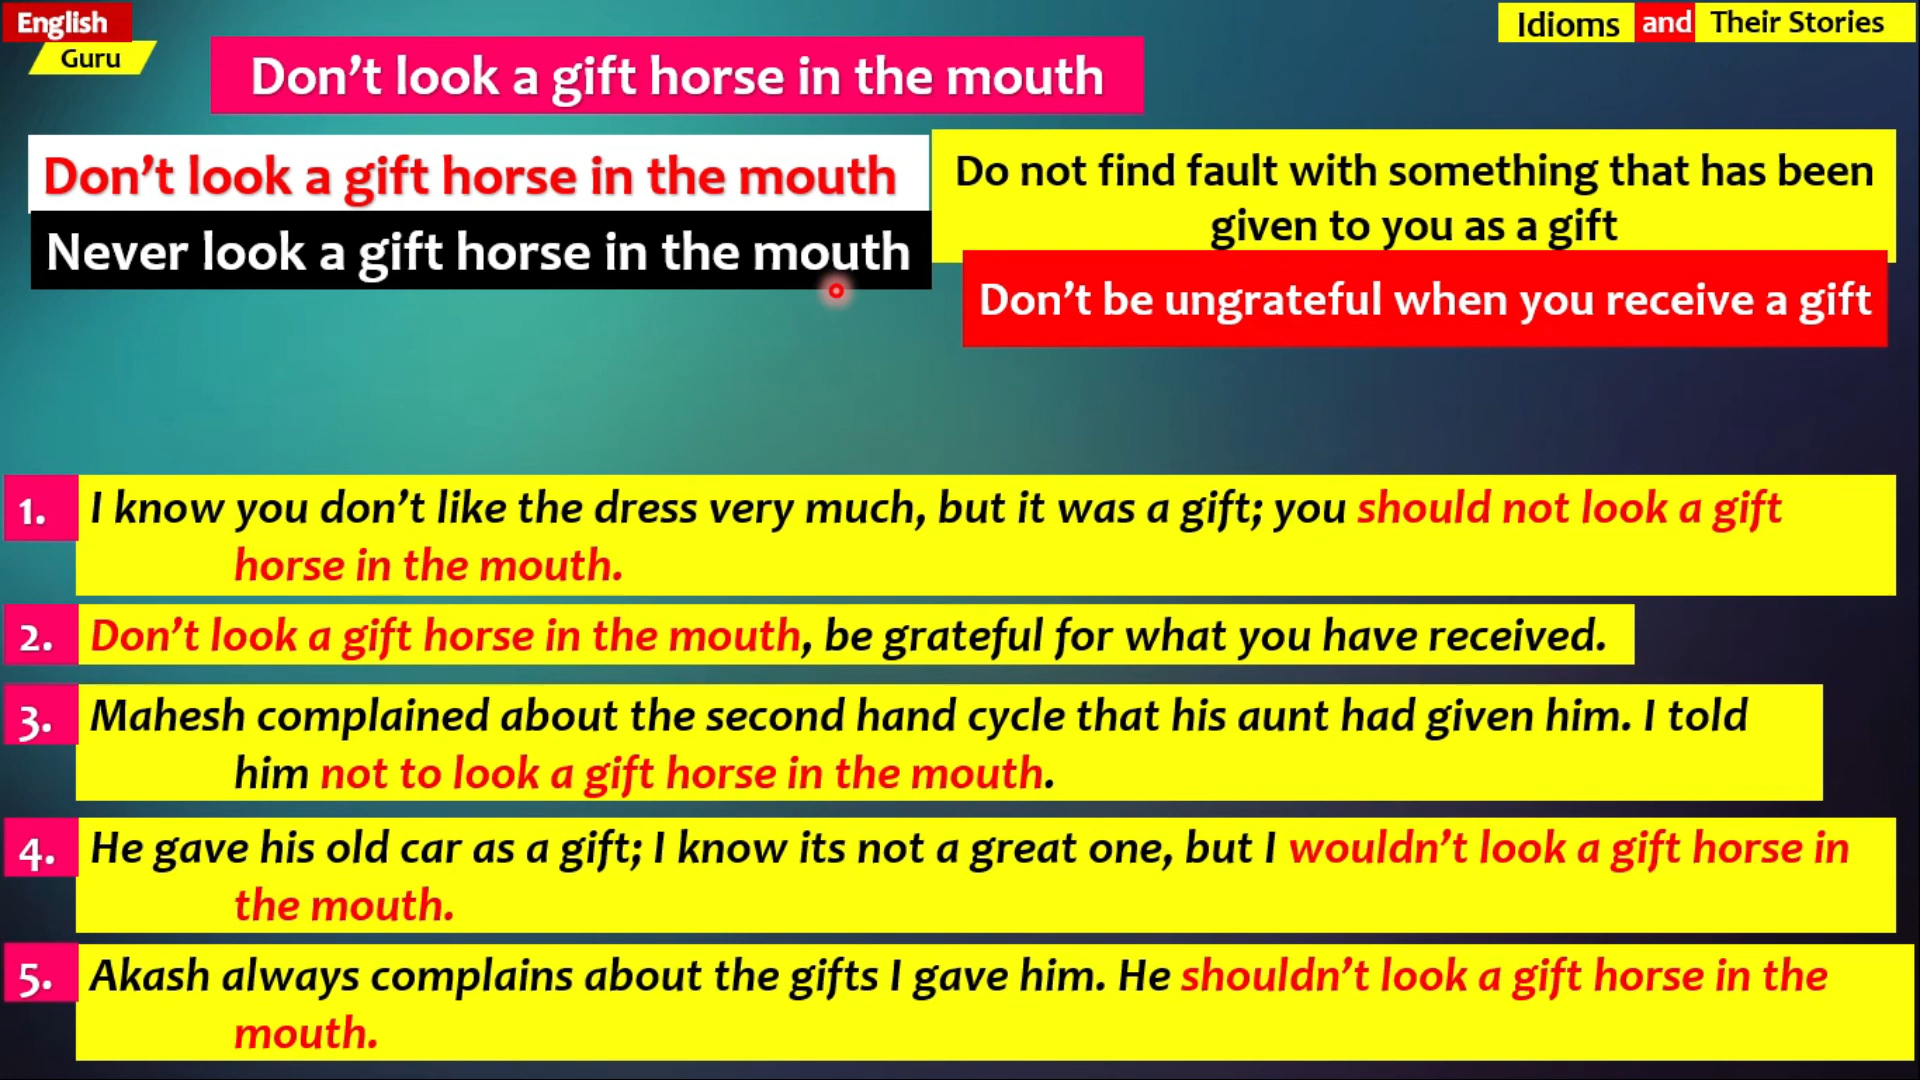 English
Guru
Idioms and Their Stories
Don't look a gift horse in the mouth
Don't look a gift horse in the mouth
Never look a gift horse in the mouth
Do not find fault with something that has been
given to you as a gift
Don't be ungrateful when you receive a gift
1. I know you don't like the dress very much, but it was a gift; you should not look a gift
horse in the mouth.
2. Don't look a gift horse in the mouth, be grateful for what you have received.
3. Mahesh complained about the second hand cycle that his aunt had given him. I told
him not to look a gift horse in the mouth.
4. He gave his old car as a gift; I know its not a great one, but I wouldn't look a gift horse in
the mouth.
5. Akash always complains about the gifts I gave him. He shouldn't look a gift horse in the
mouth.